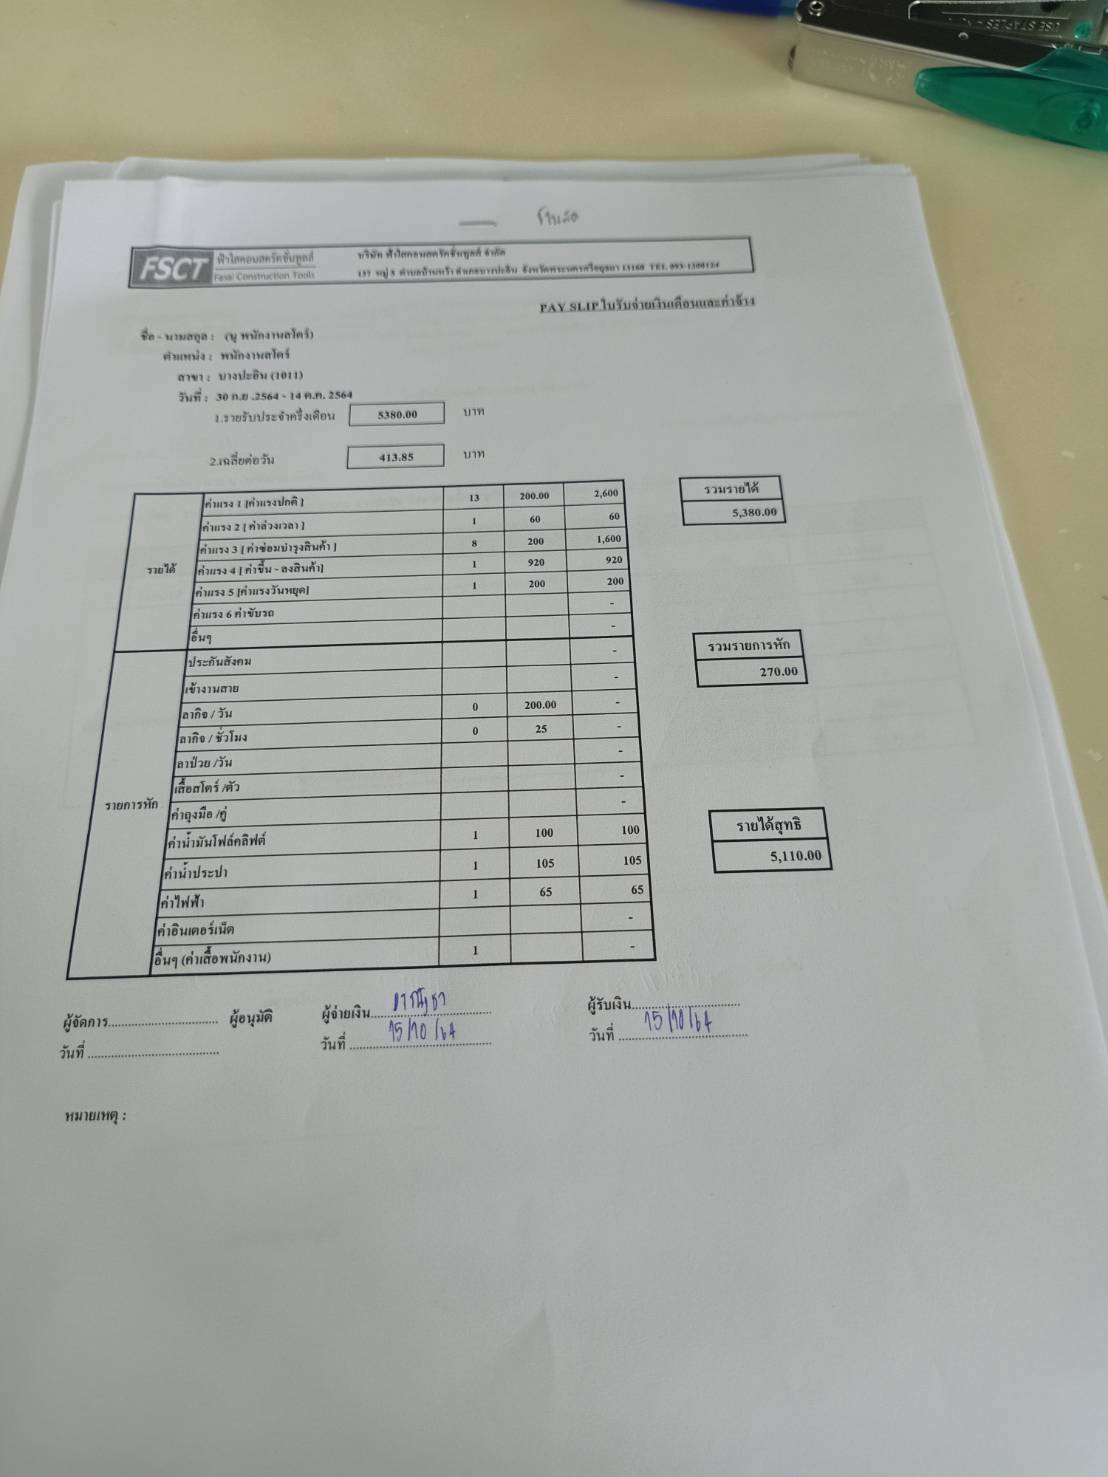 โอนแล้ว
FSCT ฟ้าใสคอนสตรัคชั่นทูลส์ บริษัท ฟ้าใสคอนสตรัคชั่นทูลส์ จำกัด
Fasai Construction Tools 137 หมู่ 8 ตำบลบ้านกรด อำเภอบางปะอิน จังหวัดพระนครศรีอยุธยา 13160 TEL.
PAY SLIP ใบรับจ่ายเงินเดือนและค่าจ้าง
ชื่อ - นามสกุล : (นุ พนักงานสโตร์)
ตำแหน่ง : พนักงานสโตร์
สาขา : บางปะอิน (1011)
วันที่ : 30 ก.ย .2564 - 14 ต.ค. 2564
1.รายรับประจำครึ่งเดือน 5380.00 บาท
2.เฉลี่ยต่อวัน 413.85 บาท
รายได้
ค่าแรง 1 [ค่าแรงปกติ ] 13 200.00 2,600
ค่าแรง 2 [ ค่าล่วงเวลา ] 1 60 60
ค่าแรง 3 [ ค่าซ่อมบำรุงสินค้า ] 8 200 1,600
ค่าแรง 4 [ ค่าขึ้น - ลงสินค้า] 1 920 920
ค่าแรง 5 [ค่าแรงวันหยุด] 1 200 200
ค่าแรง 6 ค่าขับรถ -
อื่นๆ -
รวมรายได้
5,380.00
รายการหัก
ประกันสังคม -
เข้างานสาย -
ลากิจ / วัน 0 200.00 -
ลากิจ / ชั่วโมง 0 25 -
ลาป่วย /วัน -
เสื้อสโตร์ /ตัว -
ค่าถุงมือ /คู่ -
ค่าน้ำมันโฟล์คลิฟต์ 1 100 100
ค่าน้ำประปา 1 105 105
ค่าไฟฟ้า 1 65 65
ค่าอินเตอร์เน็ต -
อื่นๆ (ค่าเสื้อพนักงาน) 1 -
รวมรายการหัก
270.00
รายได้สุทธิ
5,110.00
ผู้จัดการ............................ ผู้อนุมัติ ผู้จ่ายเงิน............................ ผู้รับเงิน............................
วันที่ ............................ วันที่ 15/10/64 วันที่ 15/10/64
หมายเหตุ :